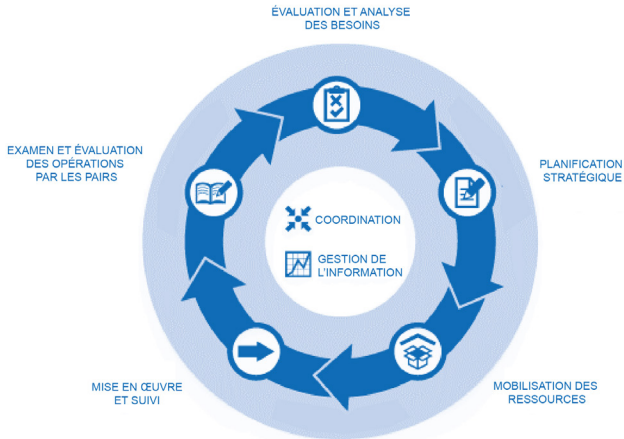 ÉVALUATION ET ANALYSE
DES BESOINS
PLANIFICATION
STRATÉGIQUE
MOBILISATION DES
RESSOURCES
MISE EN ŒUVRE
ET SUIVI
EXAMEN ET ÉVALUATION
DES OPÉRATIONS
PAR LES PAIRS
COORDINATION
GESTION DE
L'INFORMATION